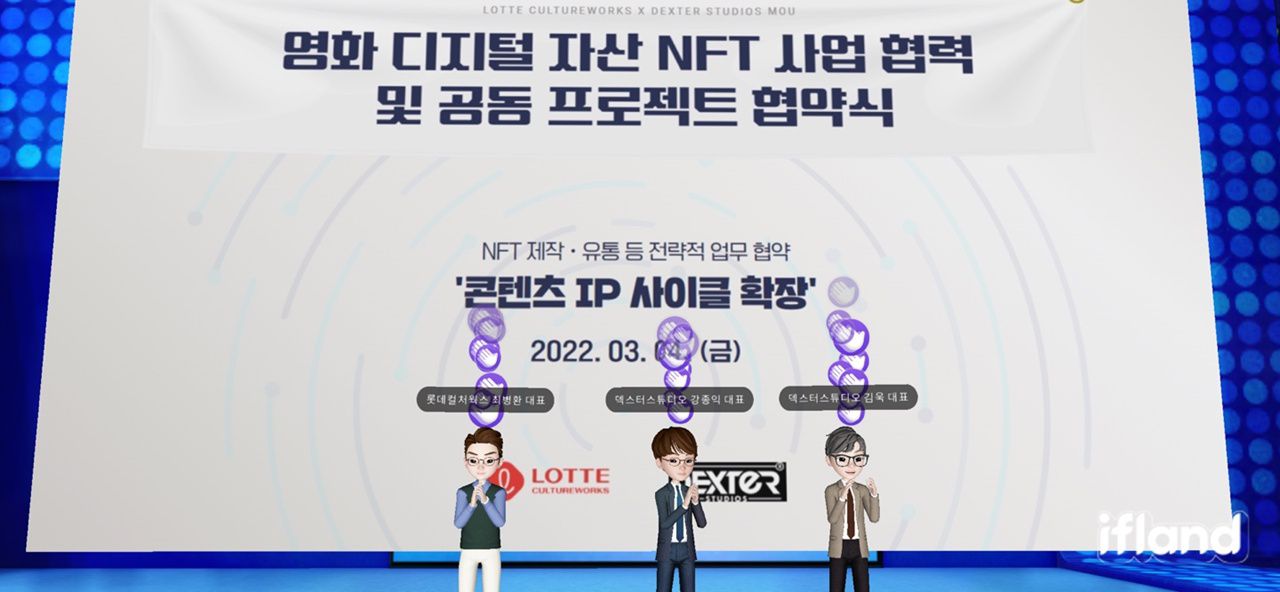 LOTTE CULTUREWORKS X DEXTER STUDIOS MOU
영화 디지털 자산 NFT 사업 협력
및 공동 프로젝트 협약식
NFT 제작 · 유통 등 전략적 업무 협약
'콘텐츠 IP 사이클 확장'
2022. 03. 04. (금)
롯데컬처웍스 최병환 대표
덱스터스튜디오 강종익 대표
덱스터스튜디오 김욱 대표
LOTTE
CULTUREWORKS
EXTER
STUDIOS
ifland